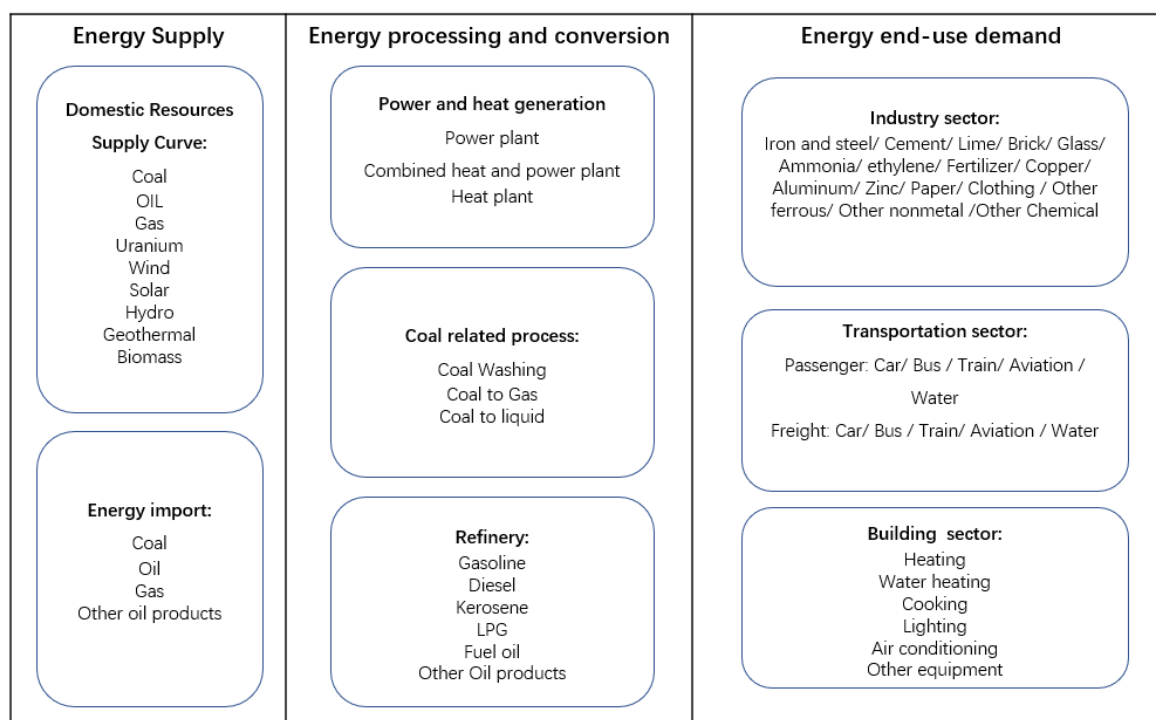 Energy Supply
Domestic Resources
Supply Curve:
Coal
OIL
Gas
Uranium
Wind
Solar
Hydro
Geothermal
Biomass
Energy import:
Coal
Oil
Gas
Other oil products
Energy processing and conversion
Power and heat generation
Power plant
Combined heat and power plant
Heat plant
Coal related process:
Coal Washing
Coal to Gas
Coal to liquid
Refinery:
Gasoline
Diesel
Kerosene
LPG
Fuel oil
Other Oil products
Energy end-use demand
Industry sector:
Iron and steel/ Cement/ Lime/ Brick/ Glass/
Ammonia/ ethylene/ Fertilizer/ Copper/
Aluminum/ Zinc/ Paper/ Clothing / Other
ferrous/ Other nonmetal /Other Chemical
Transportation sector:
Passenger: Car/ Bus / Train/ Aviation /
Water
Freight: Car/ Bus / Train/ Aviation / Water
Building sector:
Heating
Water heating
Cooking
Lighting
Air conditioning
Other equipment